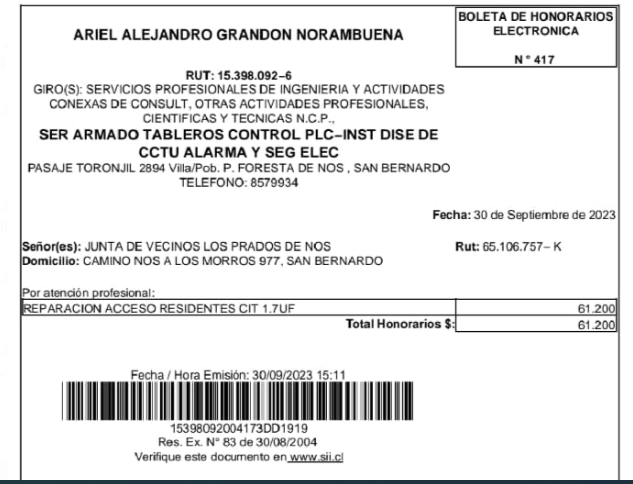 BOLETA DE HONORARIOS
ELECTRONICA
N ° 417
ARIEL ALEJANDRO GRANDON NORAMBUENA
RUT: 15.398.092–6
GIRO(S): SERVICIOS PROFESIONALES DE INGENIERIA Y ACTIVIDADES
CONEXAS DE CONSULT, OTRAS ACTIVIDADES PROFESIONALES,
CIENTIFICAS Y TECNICAS N.C.P.,
SER ARMADO TABLEROS CONTROL PLC–INST DISE DE
CCTU ALARMA Y SEG ELEC
PASAJE TORONJIL 2894 Villa/Pob. P. FORESTA DE NOS , SAN BERNARDO
TELEFONO: 8579934
Fecha: 30 de Septiembre de 2023
Señor(es): JUNTA DE VECINOS LOS PRADOS DE NOS Rut: 65.106.757– K
Domicilio: CAMINO NOS A LOS MORROS 977, SAN BERNARDO
Por atención profesional:
REPARACION ACCESO RESIDENTES CIT 1.7UF 61.200
Total Honorarios $: 61.200
Fecha / Hora Emisión: 30/09/2023 15:11
15398092004173DD1919
Res. Ex. N° 83 de 30/08/2004
Verifique este documento en www.sii.cl